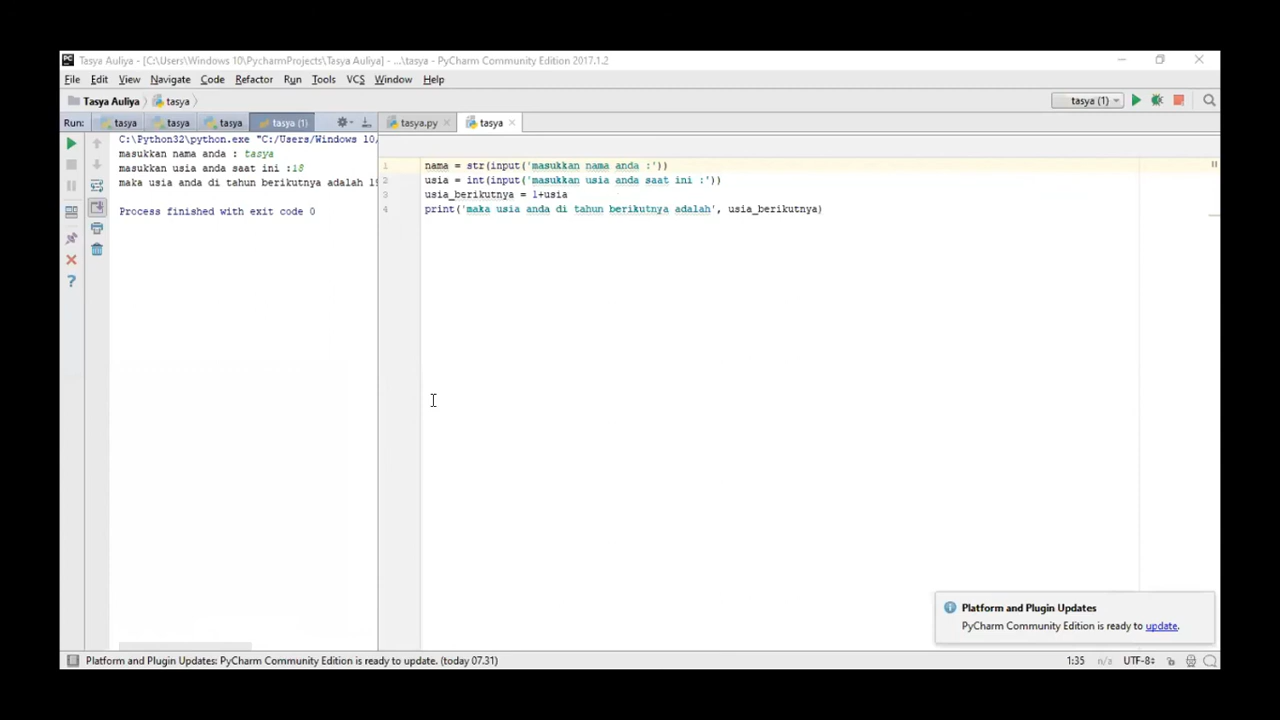 Tasya Auliya - [C:\Users\Windows 10\PycharmProjects\Tasya Auliya] - ...\tasya - PyCharm Community Edition 2017.1.2
File Edit View Navigate Code Refactor Run Tools VCS Window Help
Tasya Auliya tasya tasya (1)
Run: tasya tasya tasya tasya (1) tasya.py tasya
C:\Python32\python.exe "C:/Users/Windows 10/
masukkan nama anda : tasya
masukkan usia anda saat ini :18
maka usia anda di tahun berikutnya adalah 19
Process finished with exit code 0
1 nama = str(input('masukkan nama anda :'))
2 usia = int(input('masukkan usia anda saat ini :'))
3 usia_berikutnya = 1+usia
4 print('maka usia anda di tahun berikutnya adalah', usia_berikutnya)
Platform and Plugin Updates
PyCharm Community Edition is ready to update.
Platform and Plugin Updates: PyCharm Community Edition is ready to update. (today 07.31) 1:35 n/a UTF-8